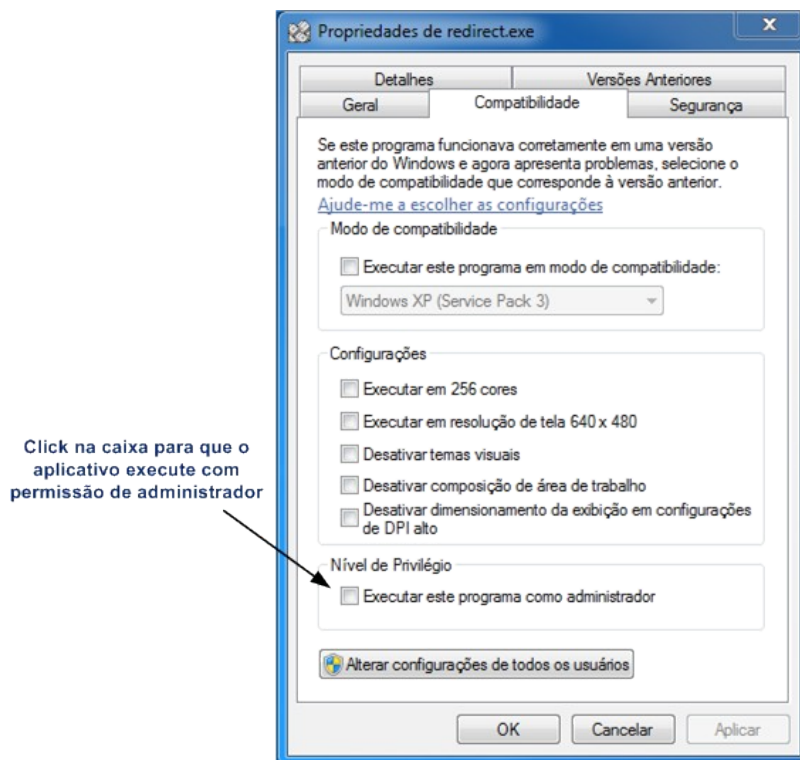 Propriedades de redirect.exe
Detalhes
Versões Anteriores
Geral
Compatibilidade
Segurança
Se este programa funcionava corretamente em uma versão
anterior do Windows e agora apresenta problemas, selecione o
modo de compatibilidade que corresponde à versão anterior.
Ajude-me a escolher as configurações
Modo de compatibilidade
Executar este programa em modo de compatibilidade:
Windows XP (Service Pack 3)
Configurações
Executar em 256 cores
Executar em resolução de tela 640 x 480
Desativar temas visuais
Desativar composição de área de trabalho
Desativar dimensionamento da exibição em configurações
de DPI alto
Click na caixa para que o
aplicativo execute com
permissão de administrador
Nível de Privilégio
Executar este programa como administrador
Alterar configurações de todos os usuários
OK
Cancelar
Aplicar